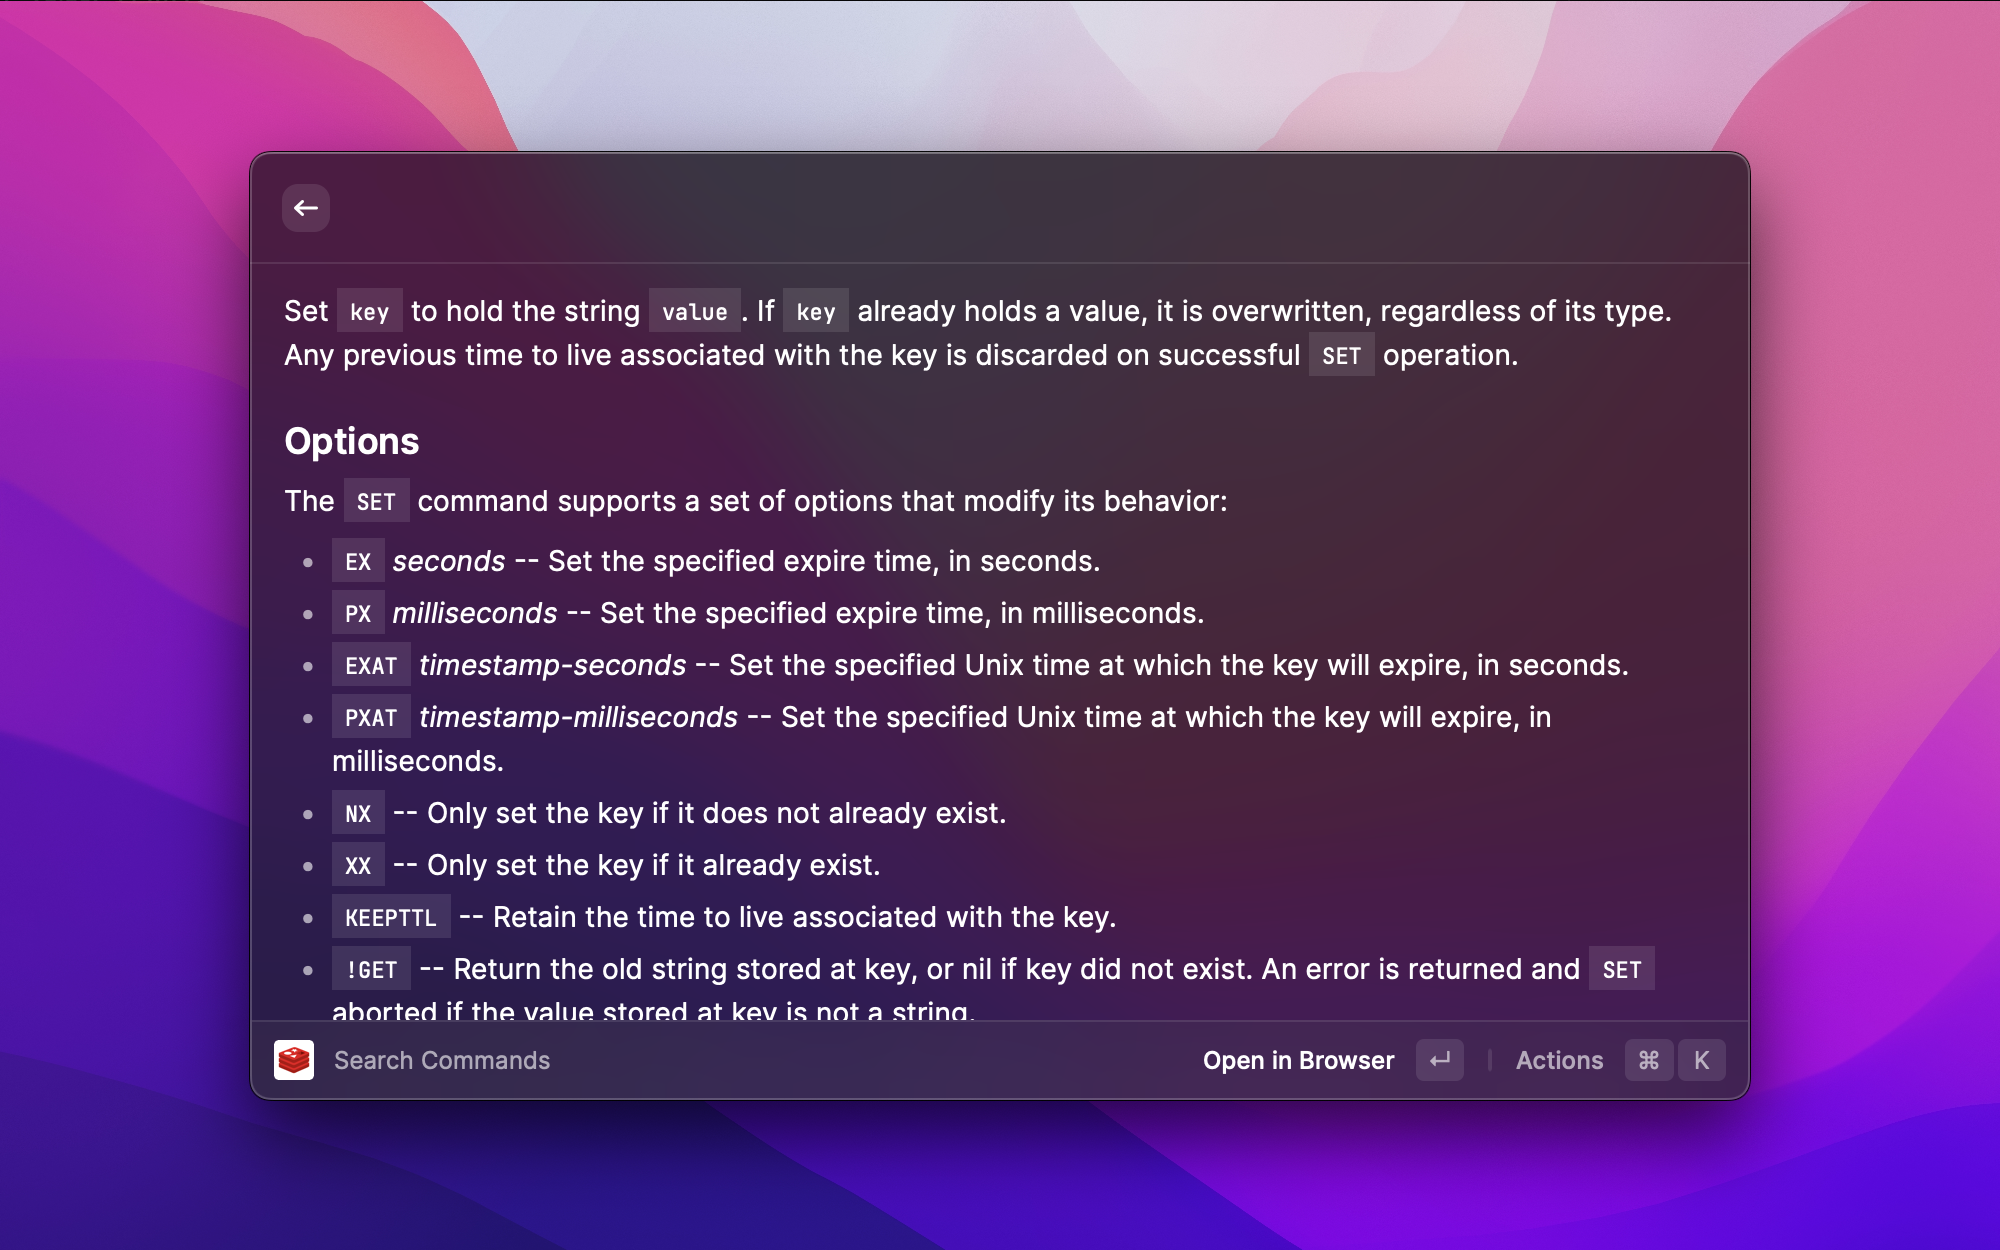 Set key to hold the string value. If key already holds a value, it is overwritten, regardless of its type.
Any previous time to live associated with the key is discarded on successful SET operation.
Options
The SET command supports a set of options that modify its behavior:
• EX seconds -- Set the specified expire time, in seconds.
• PX milliseconds -- Set the specified expire time, in milliseconds.
• EXAT timestamp-seconds -- Set the specified Unix time at which the key will expire, in seconds.
• PXAT timestamp-milliseconds -- Set the specified Unix time at which the key will expire, in
milliseconds.
• NX -- Only set the key if it does not already exist.
• XX -- Only set the key if it already exist.
• KEEPTTL -- Retain the time to live associated with the key.
• !GET -- Return the old string stored at key, or nil if key did not exist. An error is returned and SET
aborted if the value stored at key is not a string.
Search Commands Open in Browser ↵ | Actions ⌘ K